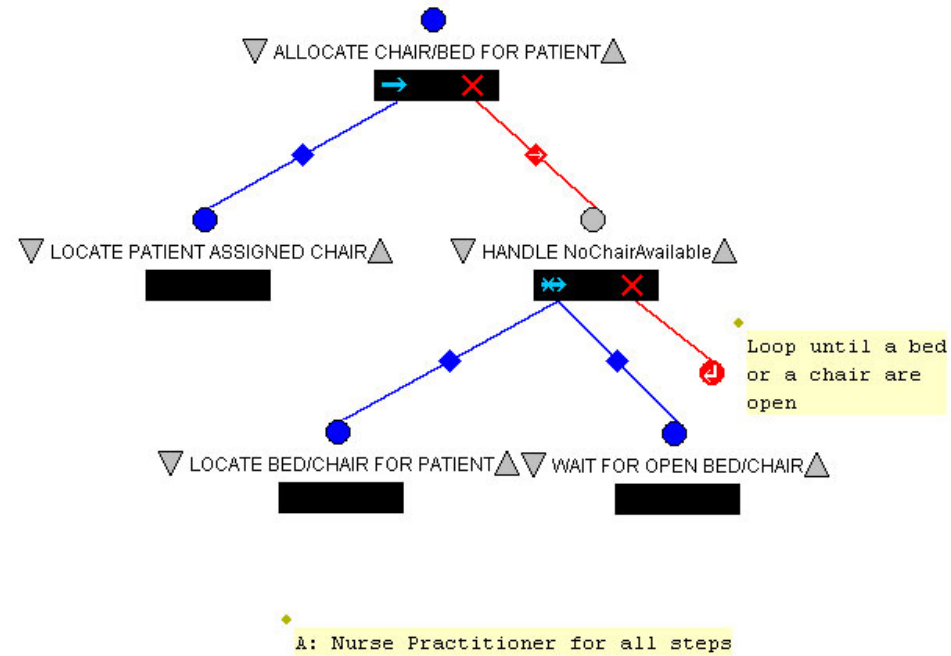 ALLOCATE CHAIR/BED FOR PATIENT
LOCATE PATIENT ASSIGNED CHAIR
HANDLE NoChairAvailable
Loop until a bed
or a chair are
open
LOCATE BED/CHAIR FOR PATIENT
WAIT FOR OPEN BED/CHAIR
A: Nurse Practitioner for all steps